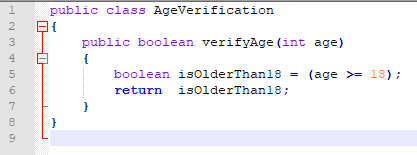 1 public class AgeVerification
2 {
3 public boolean verifyAge(int age)
4 {
5 boolean isOlderThan18 = (age >= 18);
6 return isOlderThan18;
7 }
8 }
9